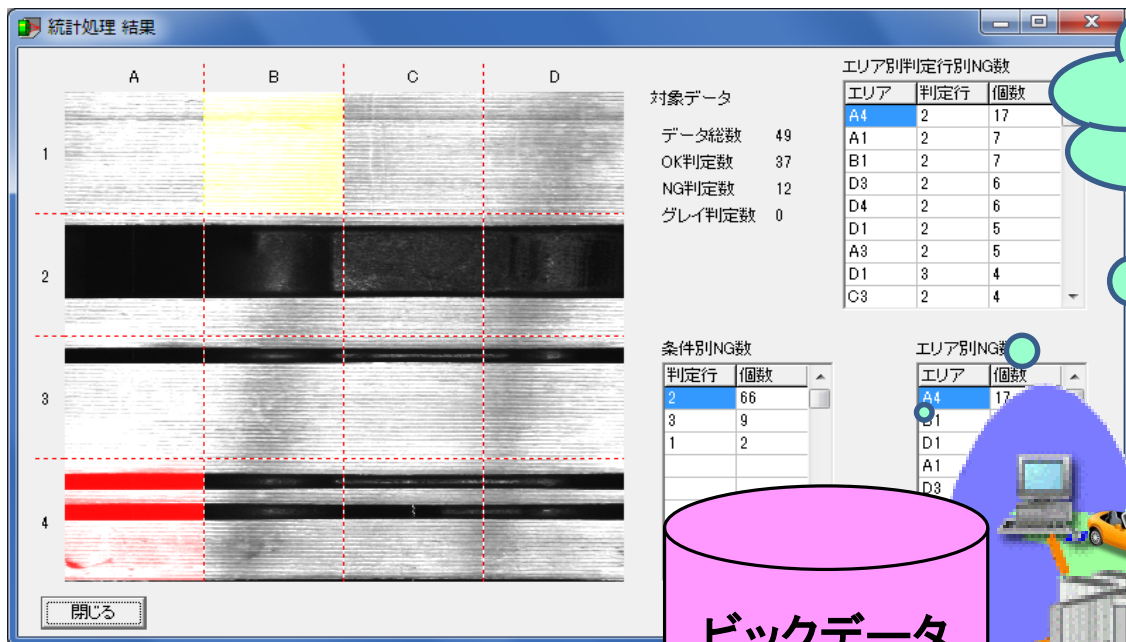 統計処理 結果
A B C D
1
2
3
4
対象データ
データ総数 49
OK判定数 37
NG判定数 12
グレイ判定数 0
エリア別判定行別NG数
エリア 判定行 個数
A4 2 17
A1 2 7
B1 2 7
D3 2 6
D4 2 6
D1 2 5
A3 2 5
D1 3 4
C3 2 4
条件別NG数
判定行 個数
2 66
3 9
1 2
エリア別NG数
エリア 個数
A4 17
B1
D1
A1
D3
閉じる
ビックデータ